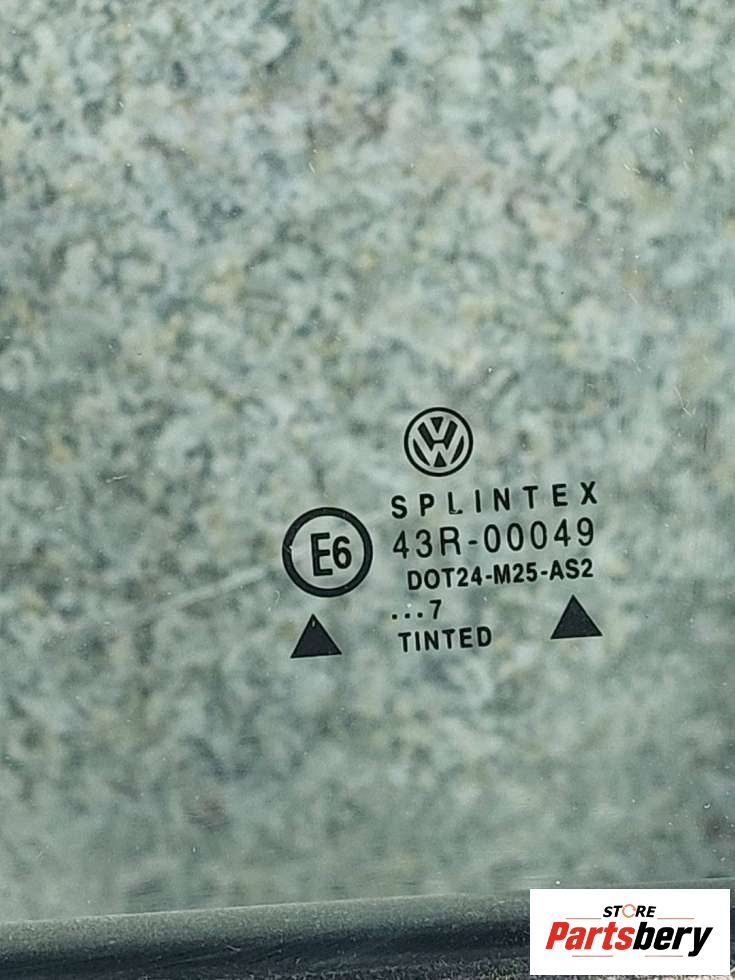 SPLINTEX
E6
43R-00049
DOT24-M25-AS2
...7
TINTED
STORE
Partsbery